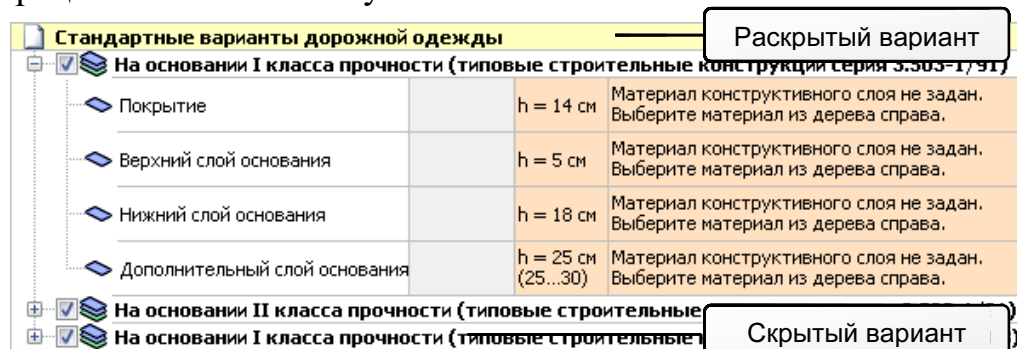 Стандартные варианты дорожной одежды
Раскрытый вариант
На основании I класса прочности (типовые строительные конструкции серия 3.503-1/91)
Покрытие
h = 14 см
Материал конструктивного слоя не задан.
Выберите материал из дерева справа.
Верхний слой основания
h = 5 см
Материал конструктивного слоя не задан.
Выберите материал из дерева справа.
Нижний слой основания
h = 18 см
Материал конструктивного слоя не задан.
Выберите материал из дерева справа.
Дополнительный слой основания
h = 25 см
(25...30)
Материал конструктивного слоя не задан.
Выберите материал из дерева справа.
На основании II класса прочности (типовые строительные
На основании I класса прочности (типовые строительные
Скрытый вариант